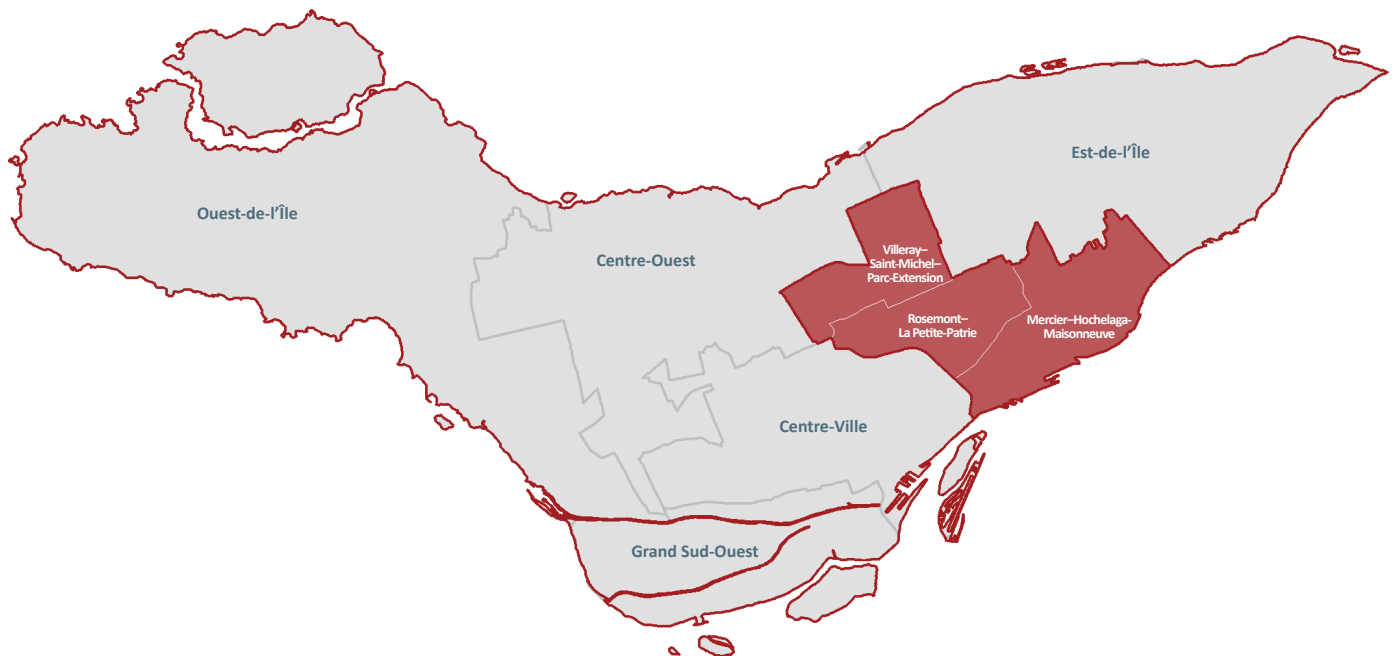 Est-de-l'Île
Ouest-de-l'Île
Centre-Ouest
Villeray–
Saint-Michel–
Parc-Extension
Rosemont–
La Petite-Patrie
Mercier–Hochelaga-
Maisonneuve
Centre-Ville
Grand Sud-Ouest